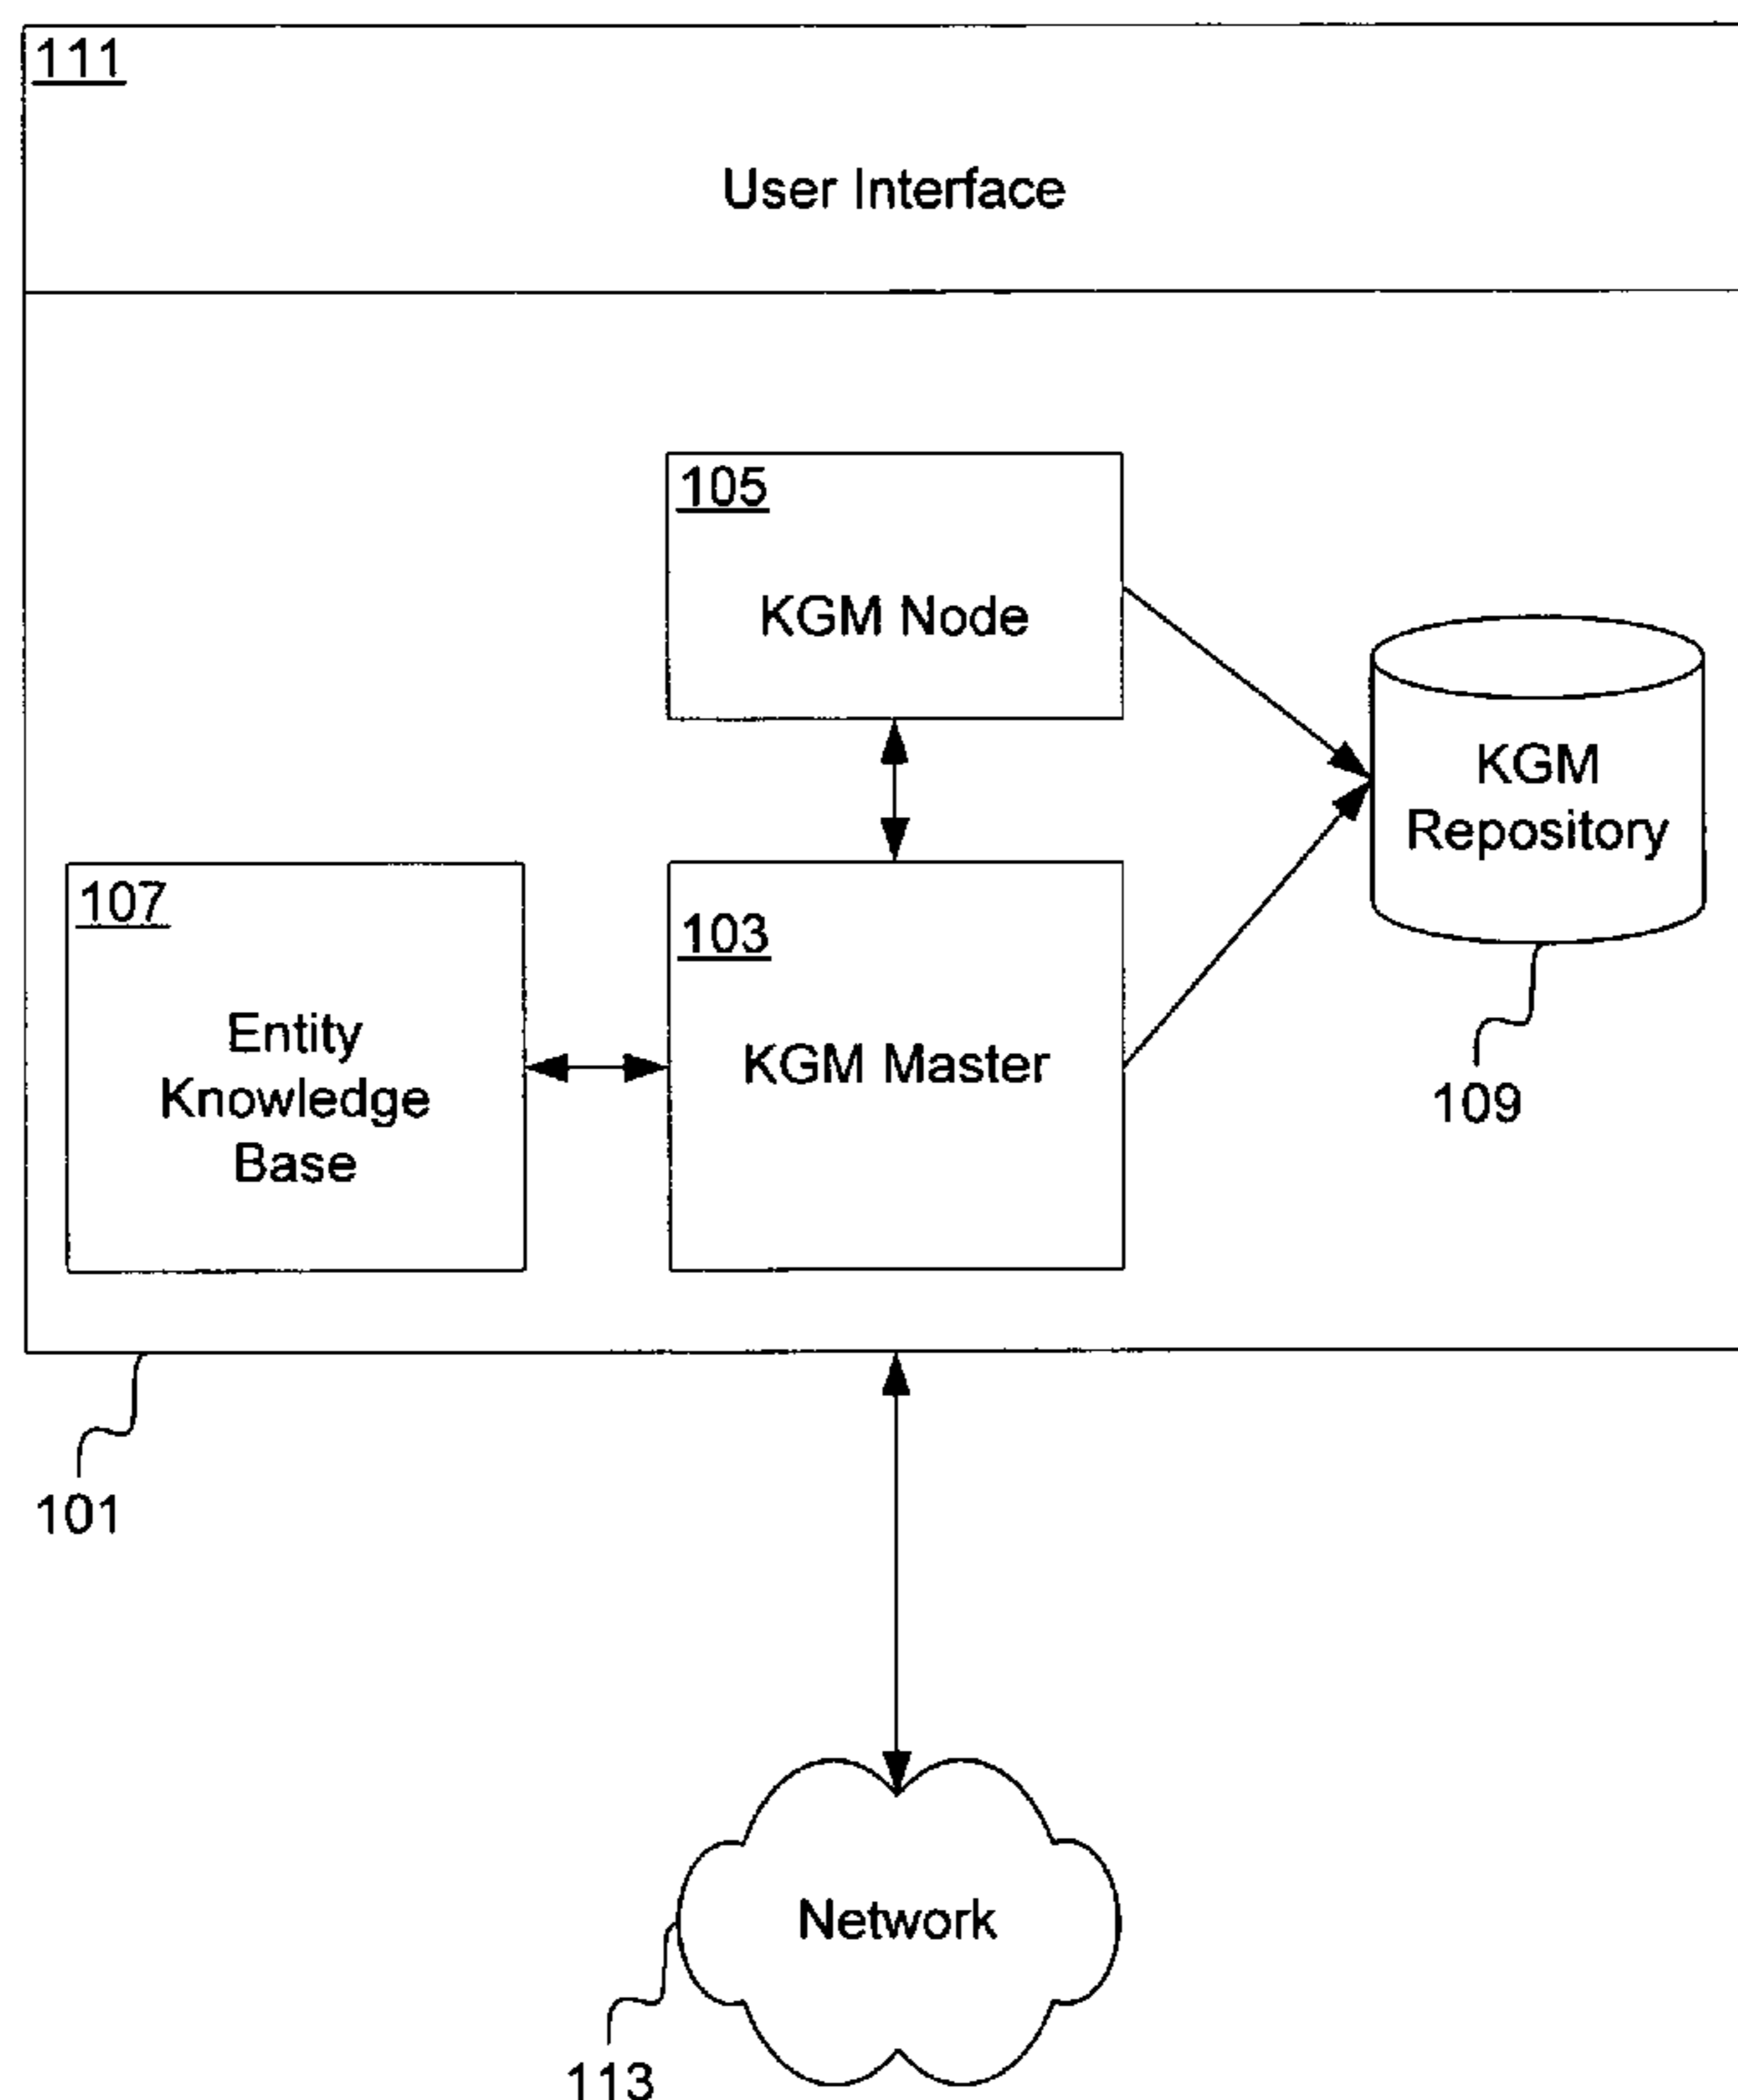 111
User Interface
105
KGM Node
KGM
Repository
107
103
Entity
Knowledge
Base
KGM Master
109
101
Network
113